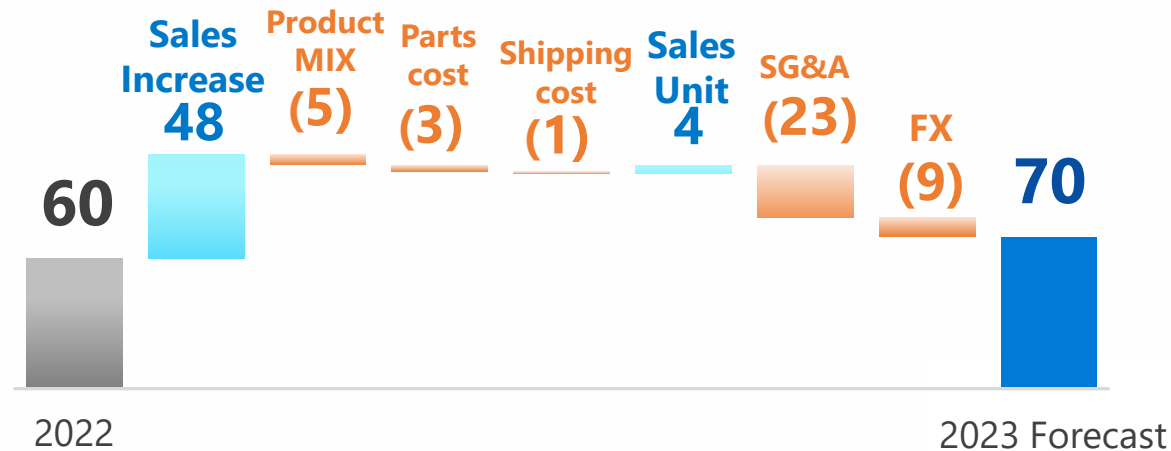 Sales
Increase
48
Product
MIX
(5)
Parts
cost
(3)
Shipping
cost
(1)
Sales
Unit
4
SG&A
(23)
FX
(9)
60
70
2022
2023 Forecast